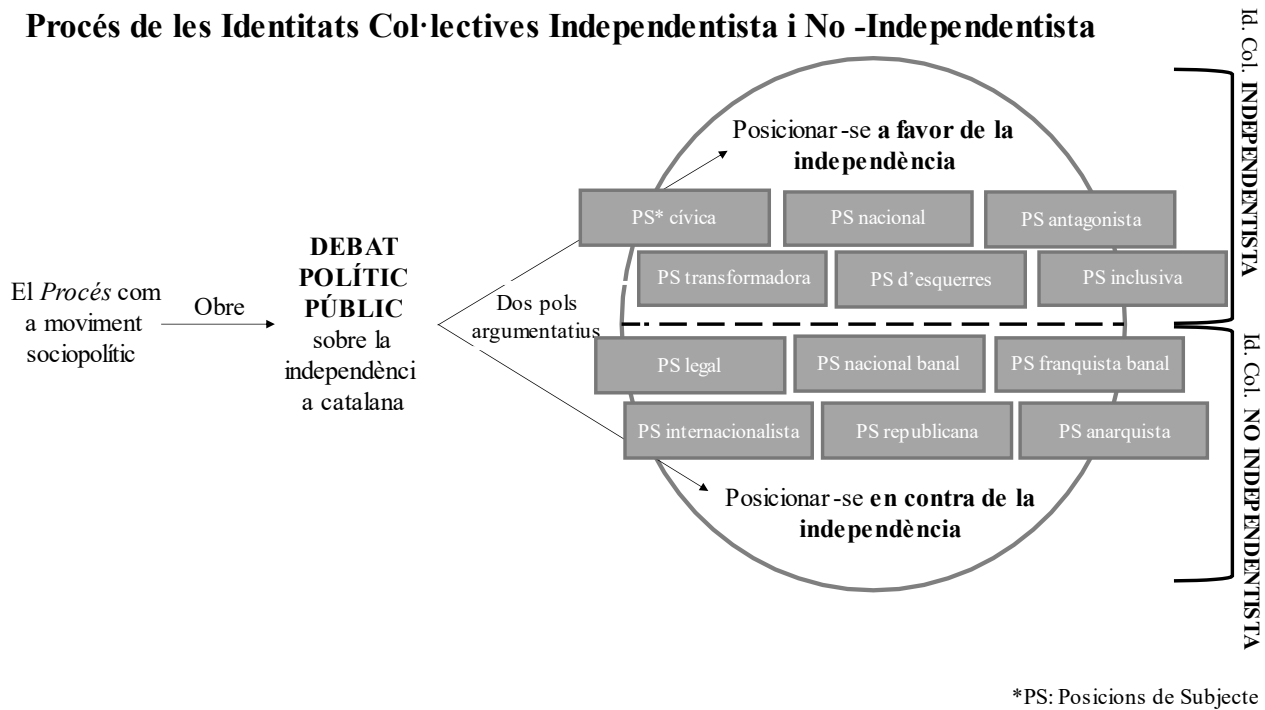 Procés de les Identitats Col·lectives Independentista i No -Independentista
El Procés com
a moviment
sociopolític
Obre
DEBAT
POLÍTIC
PÚBLIC
sobre la
independènci
a catalana
Dos pols
argumentatius
Posicionar -se a favor de la
independència
PS* cívica
PS nacional
PS antagonista
PS transformadora
PS d’esquerres
PS inclusiva
PS legal
PS nacional banal
PS franquista banal
PS internacionalista
PS republicana
PS anarquista
Posicionar -se en contra de la
independència
Id. Col. INDEPENDENTISTA
Id. Col. NO INDEPENDENTISTA
*PS: Posicions de Subjecte